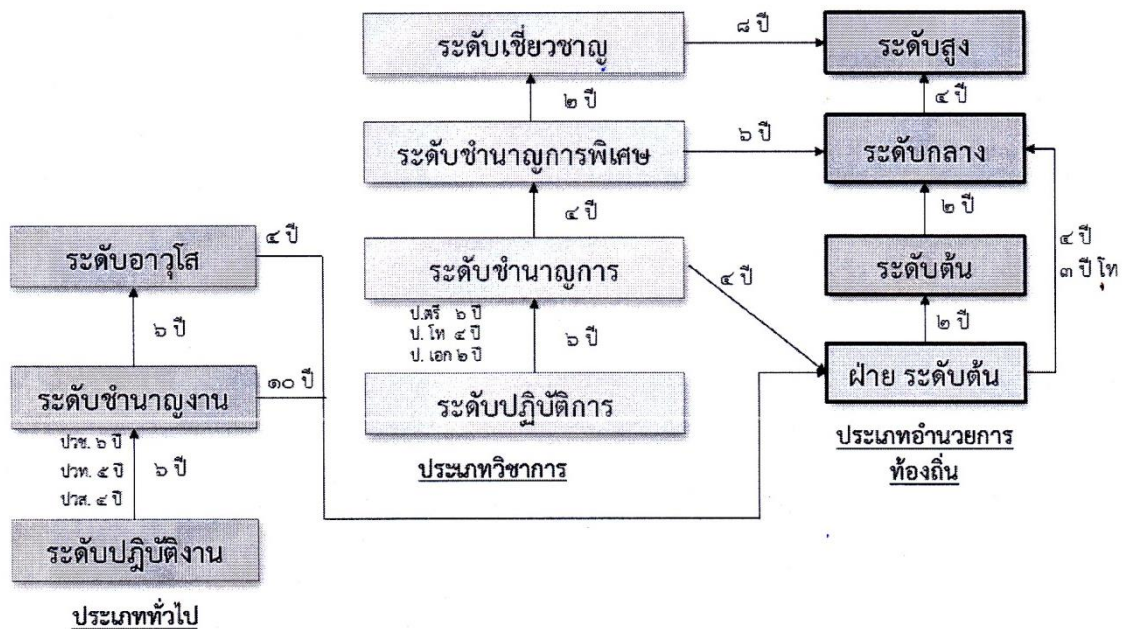 ระดับเชี่ยวชาญ
๘ ปี
ระดับสูง
๒ ปี
๔ ปี
ระดับชำนาญการพิเศษ
๖ ปี
ระดับกลาง
๔ ปี
๒ ปี
ระดับอาวุโส
๔ ปี
ระดับชำนาญการ
๔ ปี
ระดับต้น
๔ ปี
๓ ปี โท
๖ ปี
ป.ตรี ๖ ปี
ป. โท ๔ ปี
ป. เอก ๒ ปี
๖ ปี
๒ ปี
ระดับชำนาญงาน
๑๐ ปี
ระดับปฏิบัติการ
ฝ่าย ระดับต้น
ปวช. ๖ ปี
ปวท. ๕ ปี
ปวส. ๔ ปี
๖ ปี
ประเภทวิชาการ
ประเภทอำนวยการ
ท้องถิ่น
ระดับปฏิบัติงาน
ประเภททั่วไป